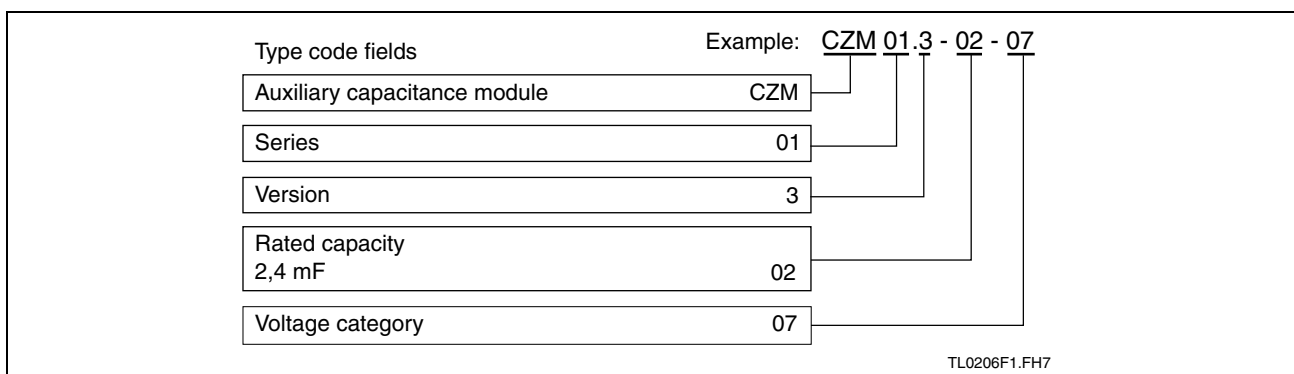 Type code fields Example: CZM 01.3 - 02 - 07
Auxiliary capacitance module CZM
Series 01
Version 3
Rated capacity
2,4 mF 02
Voltage category 07
TL0206F1.FH7